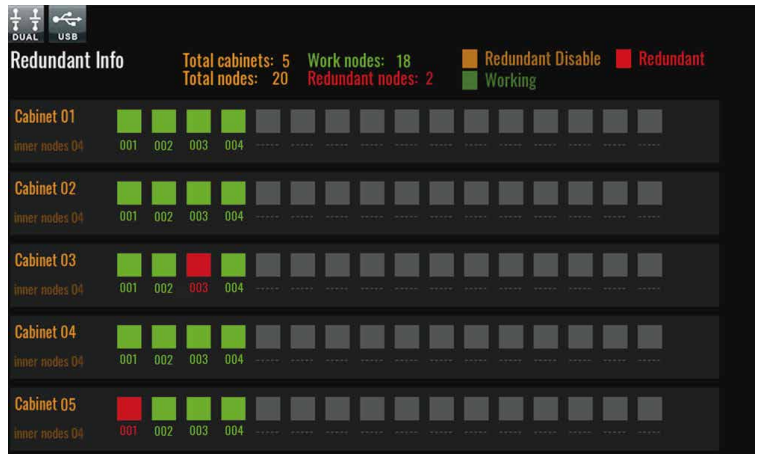 DUAL USB
Redundant Info
Total cabinets: 5 Work nodes: 18 Redundant Disable Redundant
Total nodes: 20 Redundant nodes: 2 Working
Cabinet 01
inner nodes 04 001 002 003 004 ----- ----- ----- ----- ----- ----- ----- ----- ----- ----- ----- -----
Cabinet 02
inner nodes 04 001 002 003 004 ----- ----- ----- ----- ----- ----- ----- ----- ----- ----- ----- -----
Cabinet 03
inner nodes 04 001 002 003 004 ----- ----- ----- ----- ----- ----- ----- ----- ----- ----- ----- -----
Cabinet 04
inner nodes 04 001 002 003 004 ----- ----- ----- ----- ----- ----- ----- ----- ----- ----- ----- -----
Cabinet 05
inner nodes 04 001 002 003 004 ----- ----- ----- ----- ----- ----- ----- ----- ----- ----- ----- -----